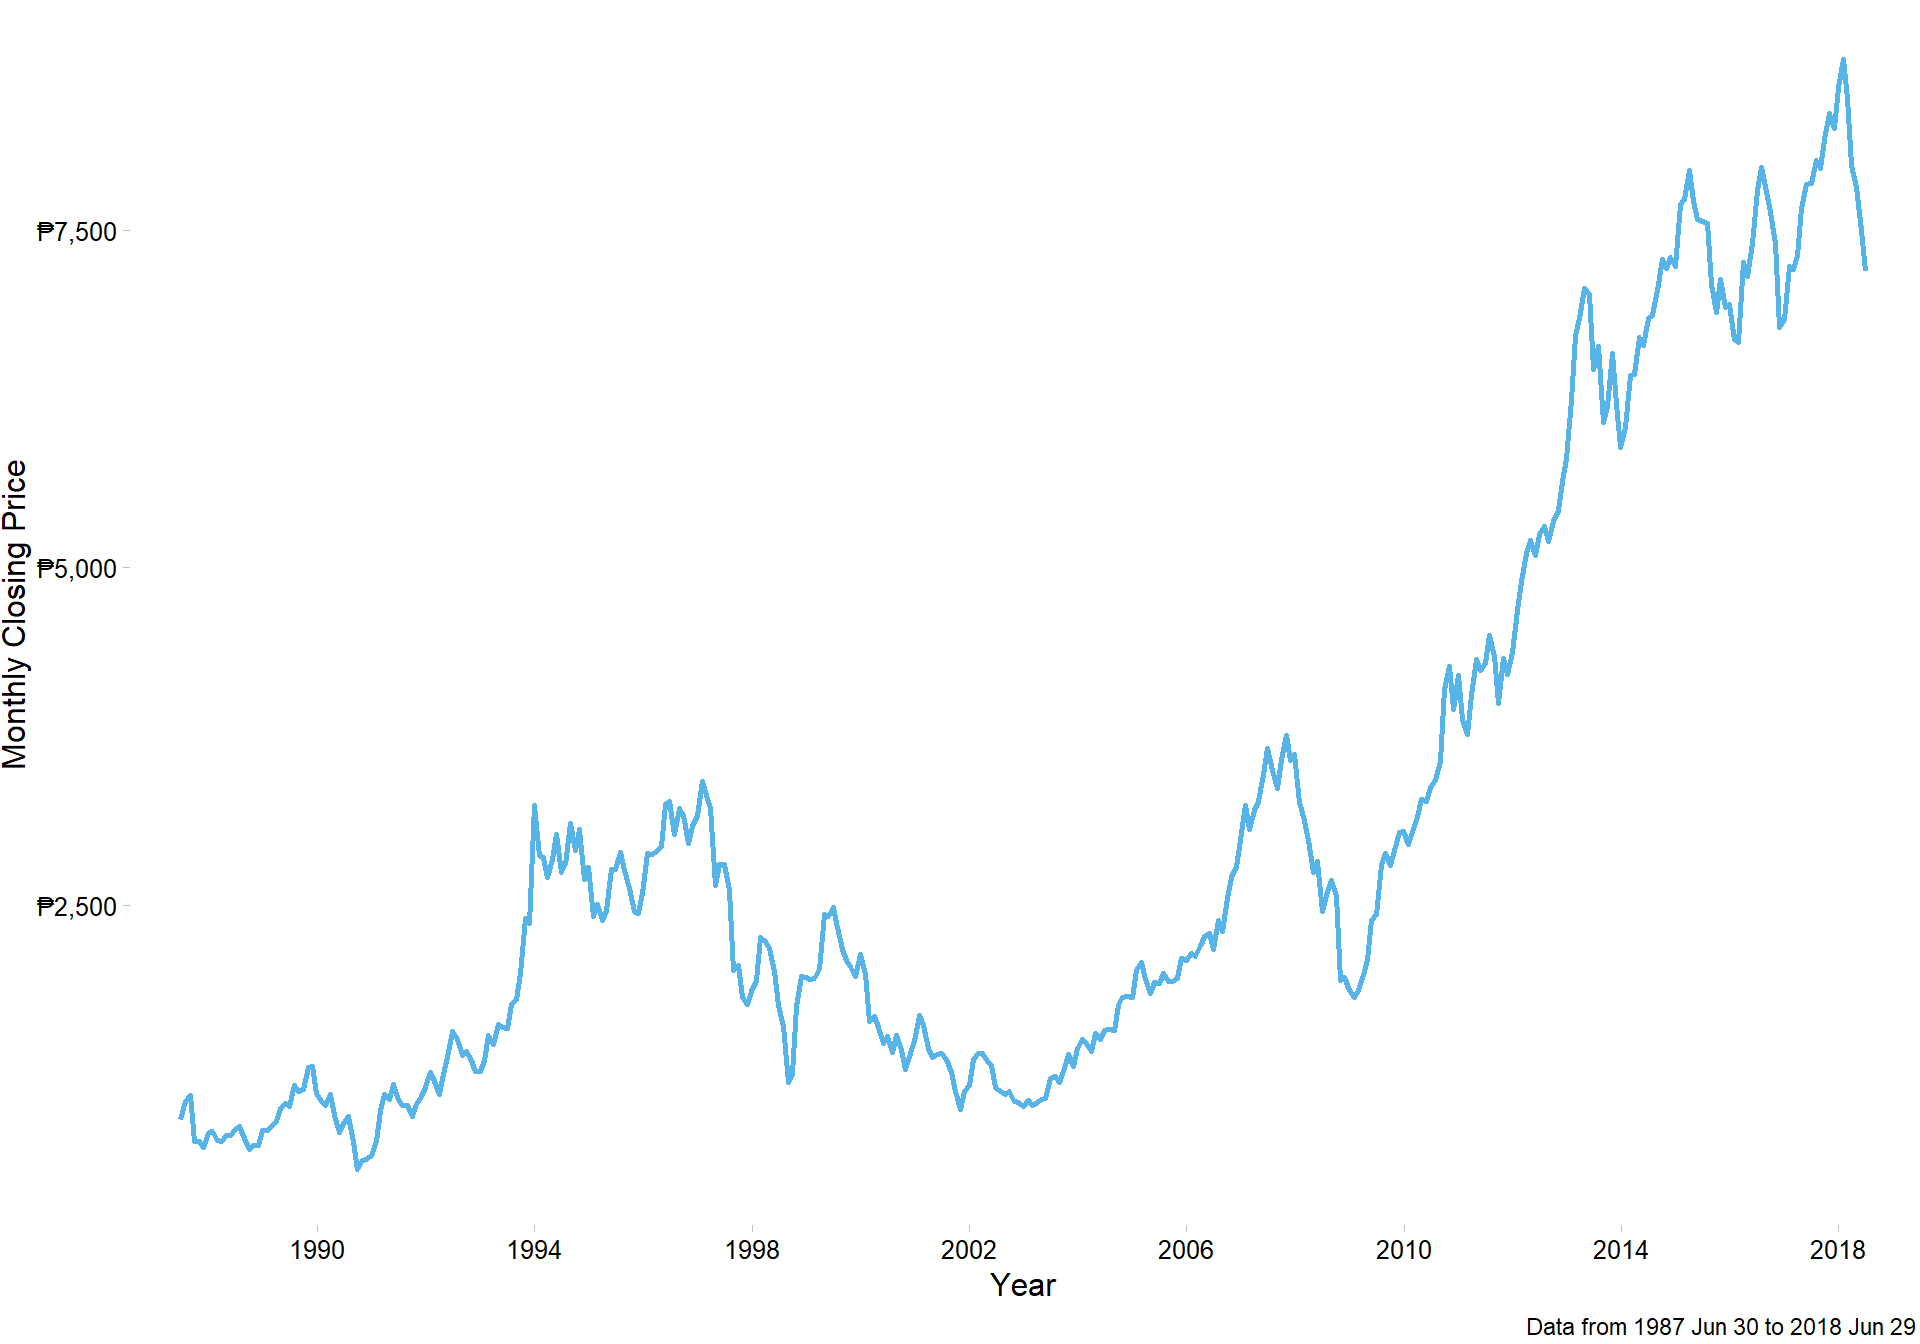 Monthly Closing Price
₱7,500
₱5,000
₱2,500
1990 1994 1998 2002 2006 2010 2014 2018
Year
Data from 1987 Jun 30 to 2018 Jun 29